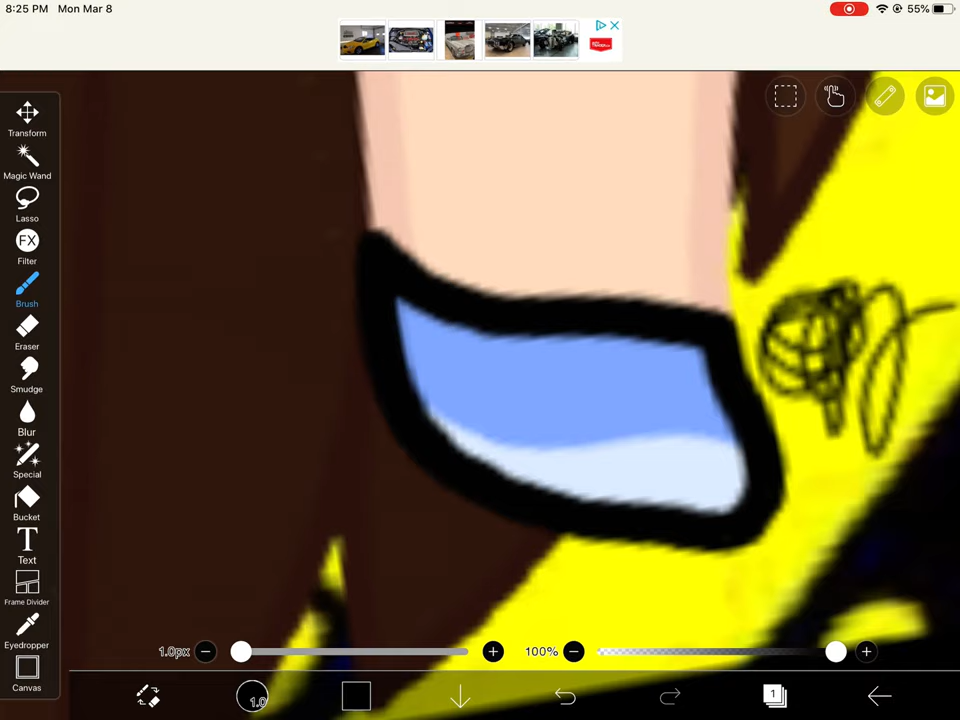 8:25 PM Mon Mar 8
55%
Transform
Magic Wand
Lasso
FX
Filter
Brush
Eraser
Smudge
Blur
Special
Bucket
T
Text
Frame Divider
Eyedropper
Canvas
1.0px
100%
1.0
1